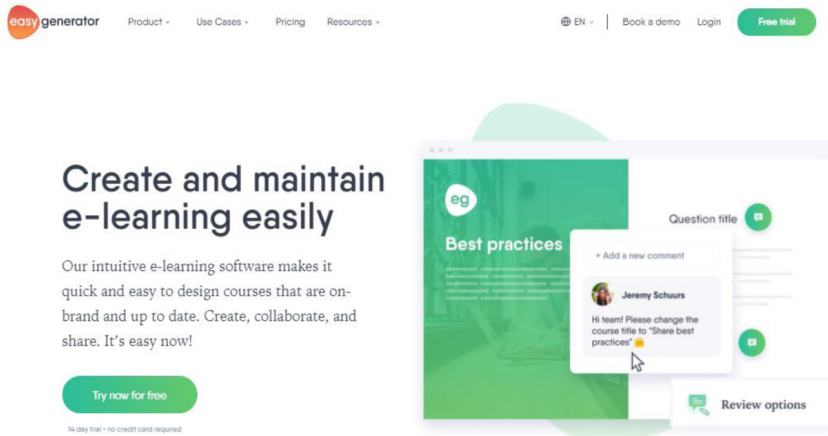 easygenerator Product Use Cases Pricing Resources EN Book a demo Login Free trial
Create and maintain
e-learning easily
Our intuitive e-learning software makes it
quick and easy to design courses that are on-
brand and up to date. Create, collaborate, and
share. It’s easy now!
Try now for free
14 day trial • no credit card required
eg
Best practices
Question title
+ Add a new comment
Jeremy Schuurs
Hi team! Please change the
course title to "Share best
practices" 🤗
Review options